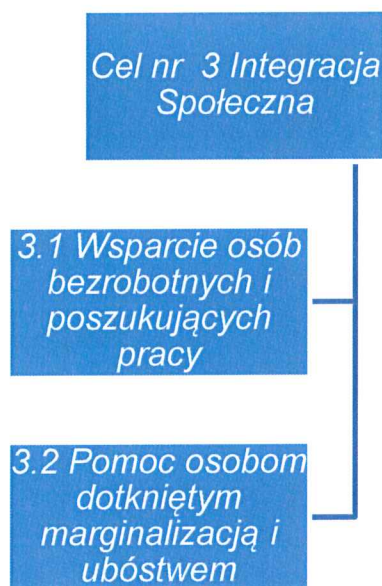 Cel nr 3 Integracja
Społeczna
3.1 Wsparcie osób
bezrobotnych i
poszukujących
pracy
3.2 Pomoc osobom
dotkniętym
marginalizacją i
ubóstwem